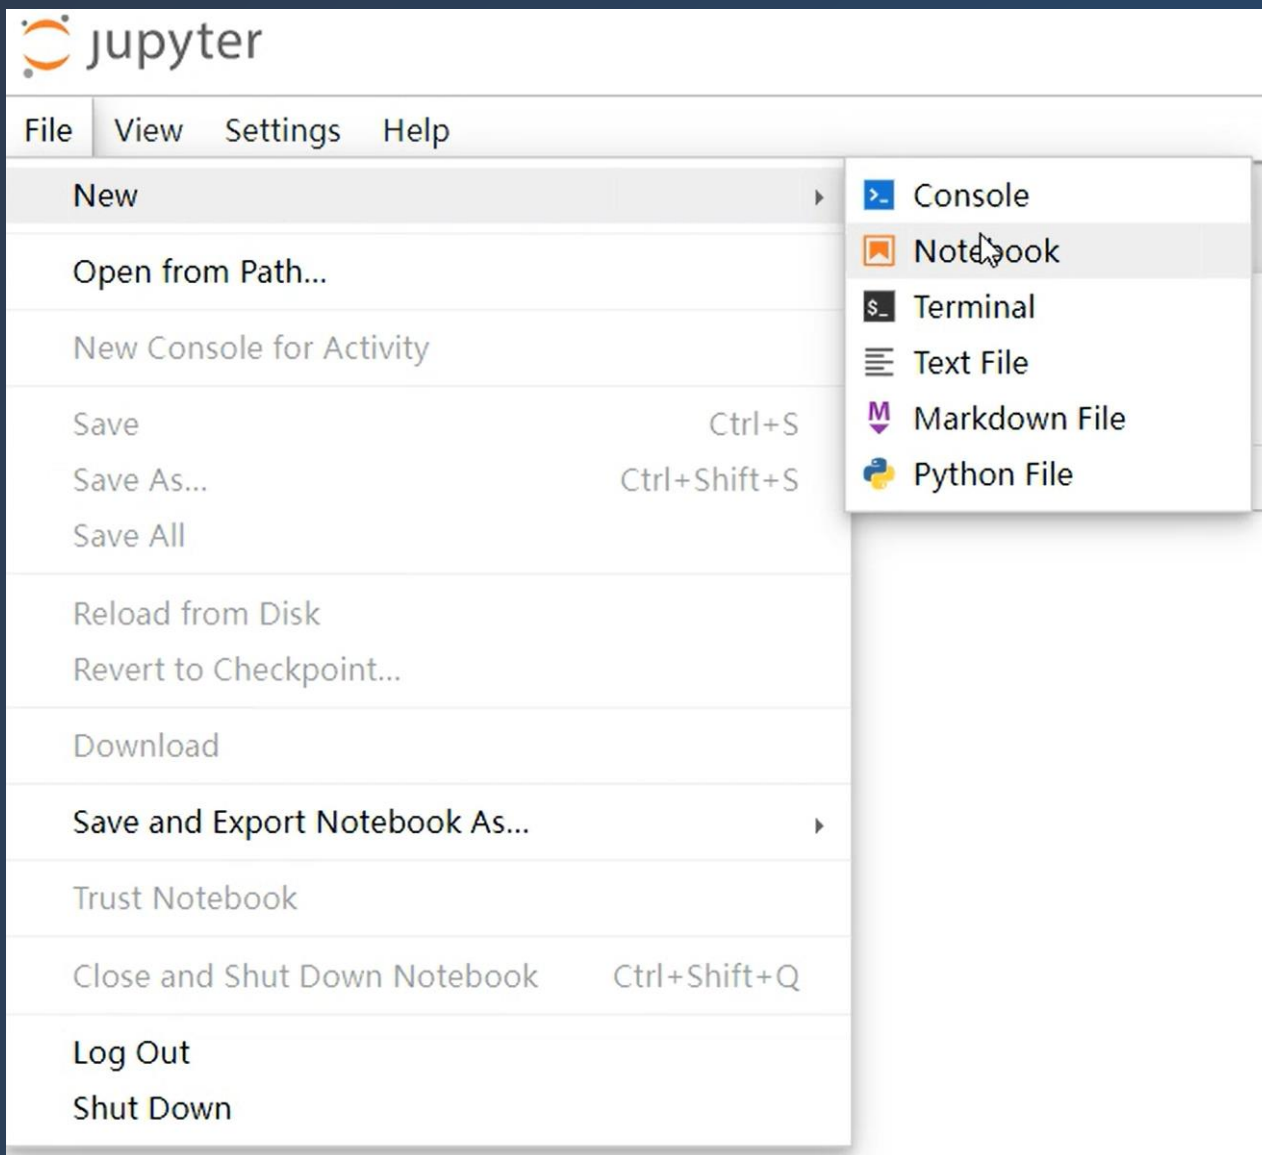 jupyter
File View Settings Help
New
Open from Path...
New Console for Activity
Save Ctrl+S
Save As... Ctrl+Shift+S
Save All
Reload from Disk
Revert to Checkpoint...
Download
Save and Export Notebook As...
Trust Notebook
Close and Shut Down Notebook Ctrl+Shift+Q
Log Out
Shut Down
>_ Console
Notebook
$_ Terminal
Text File
M Markdown File
Python File